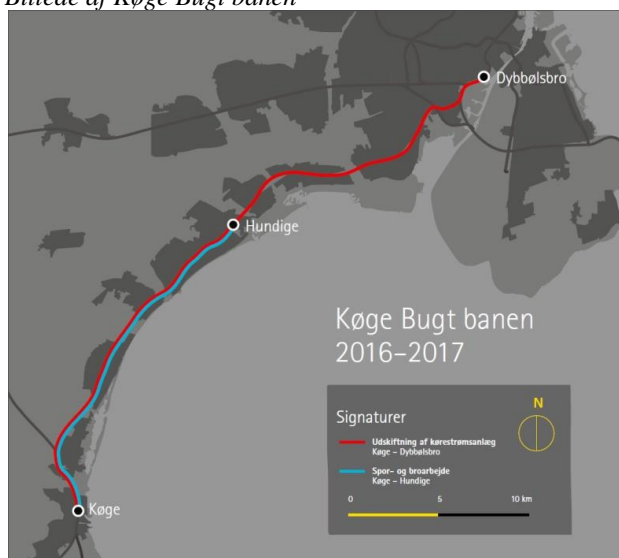 Billede af Køge Bugt banen
Dybbølsbro
Hundige
Køge Bugt banen
2016–2017
Signaturer
N
Udskiftning af kørestrømsanlæg
Køge – Dybbølsbro
Spor- og broarbejde
Køge – Hundige
0 5 10 km
Køge